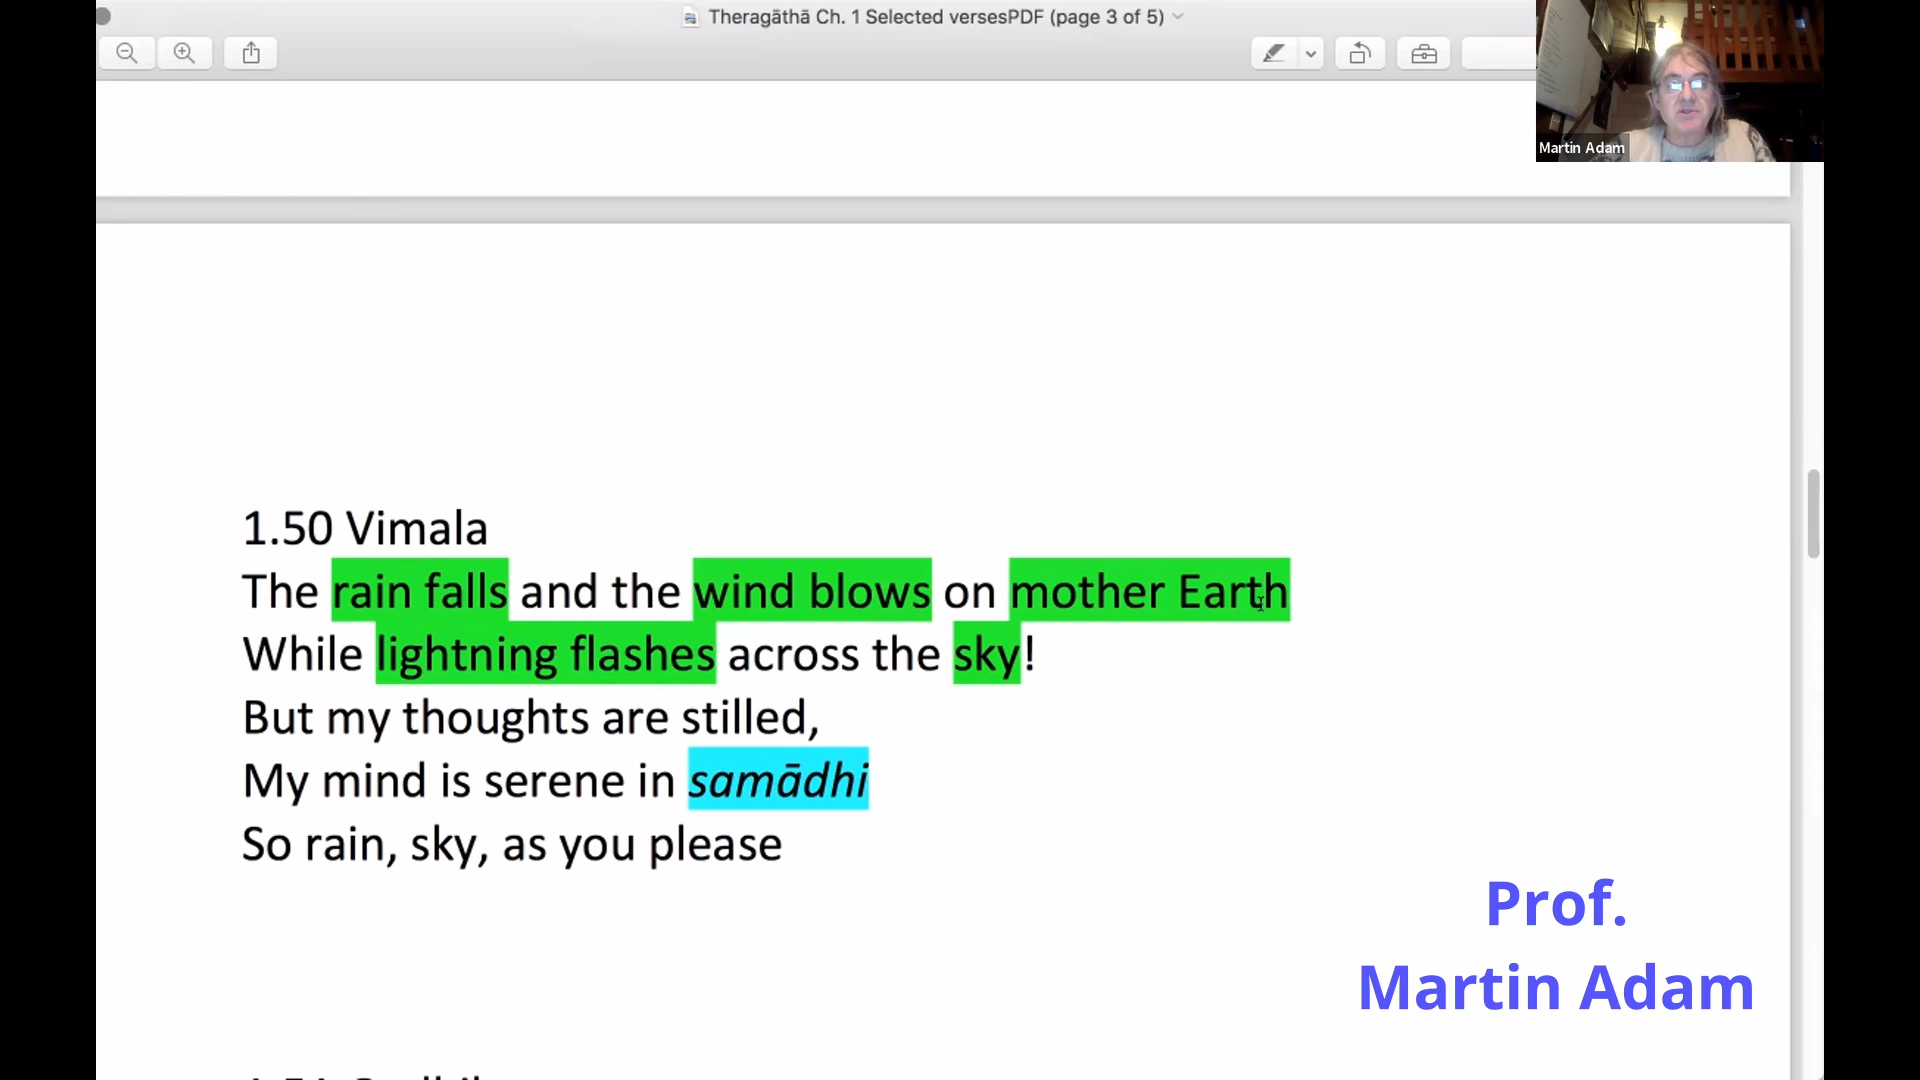 Theragāthā Ch. 1 Selected versesPDF (page 3 of 5)
Martin Adam
1.50 Vimala
The rain falls and the wind blows on mother Earth
While lightning flashes across the sky!
But my thoughts are stilled,
My mind is serene in samādhi
So rain, sky, as you please
Prof.
Martin Adam